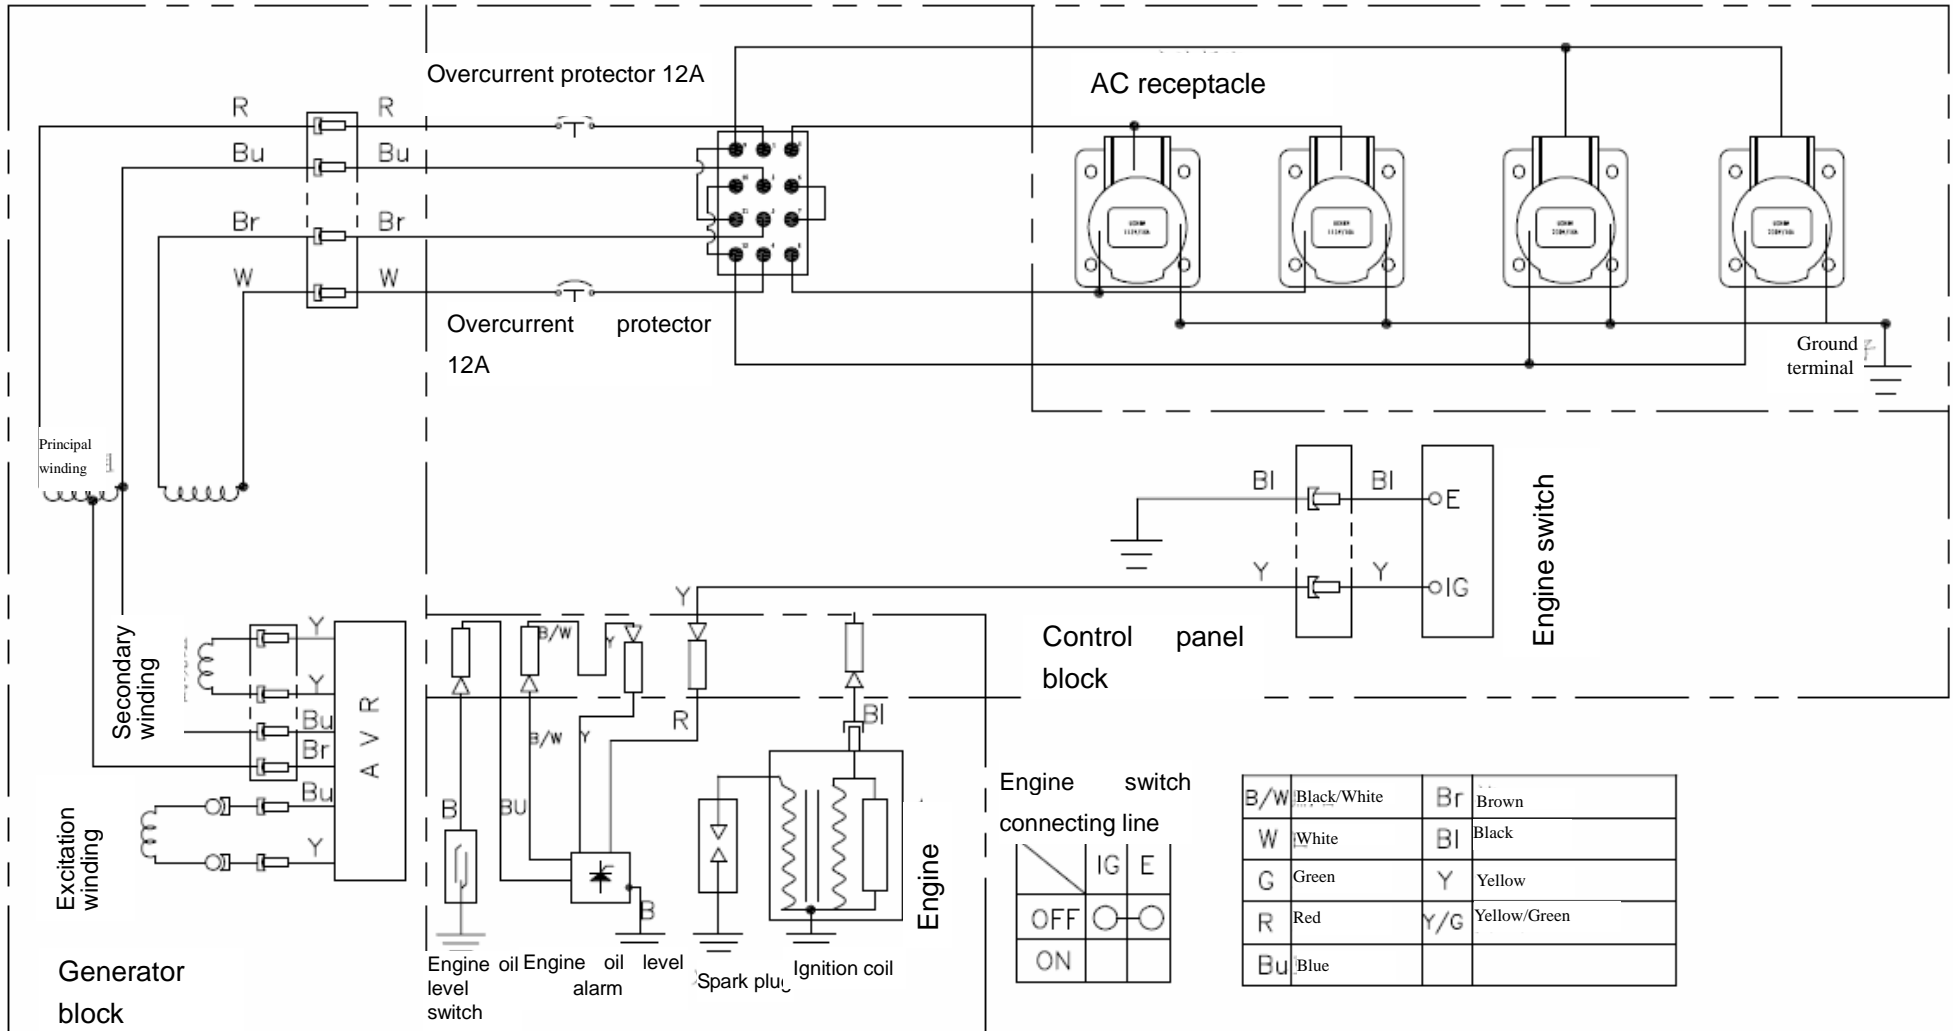 Overcurrent protector 12A
AC receptacle
R R
Bu Bu
Br Br
W W
Overcurrent protector
12A
Ground
terminal
Principal
winding
Bl Bl
E
Y Y
IG
Engine switch
Y
Control panel
block
Secondary
winding
Y
Y
Bu
Br
Bu
Y
A V R
B/W Y
B/W Y
R
Bl
B
BU
B
Excitation
winding
Engine
Engine oil
level
switch
Engine oil level
alarm
Spark plug
Ignition coil
Generator
block
Engine switch
connecting line
IG E
OFF
ON
B/W Black/White Br Brown
W White Bl Black
G Green Y Yellow
R Red Y/G Yellow/Green
Bu Blue